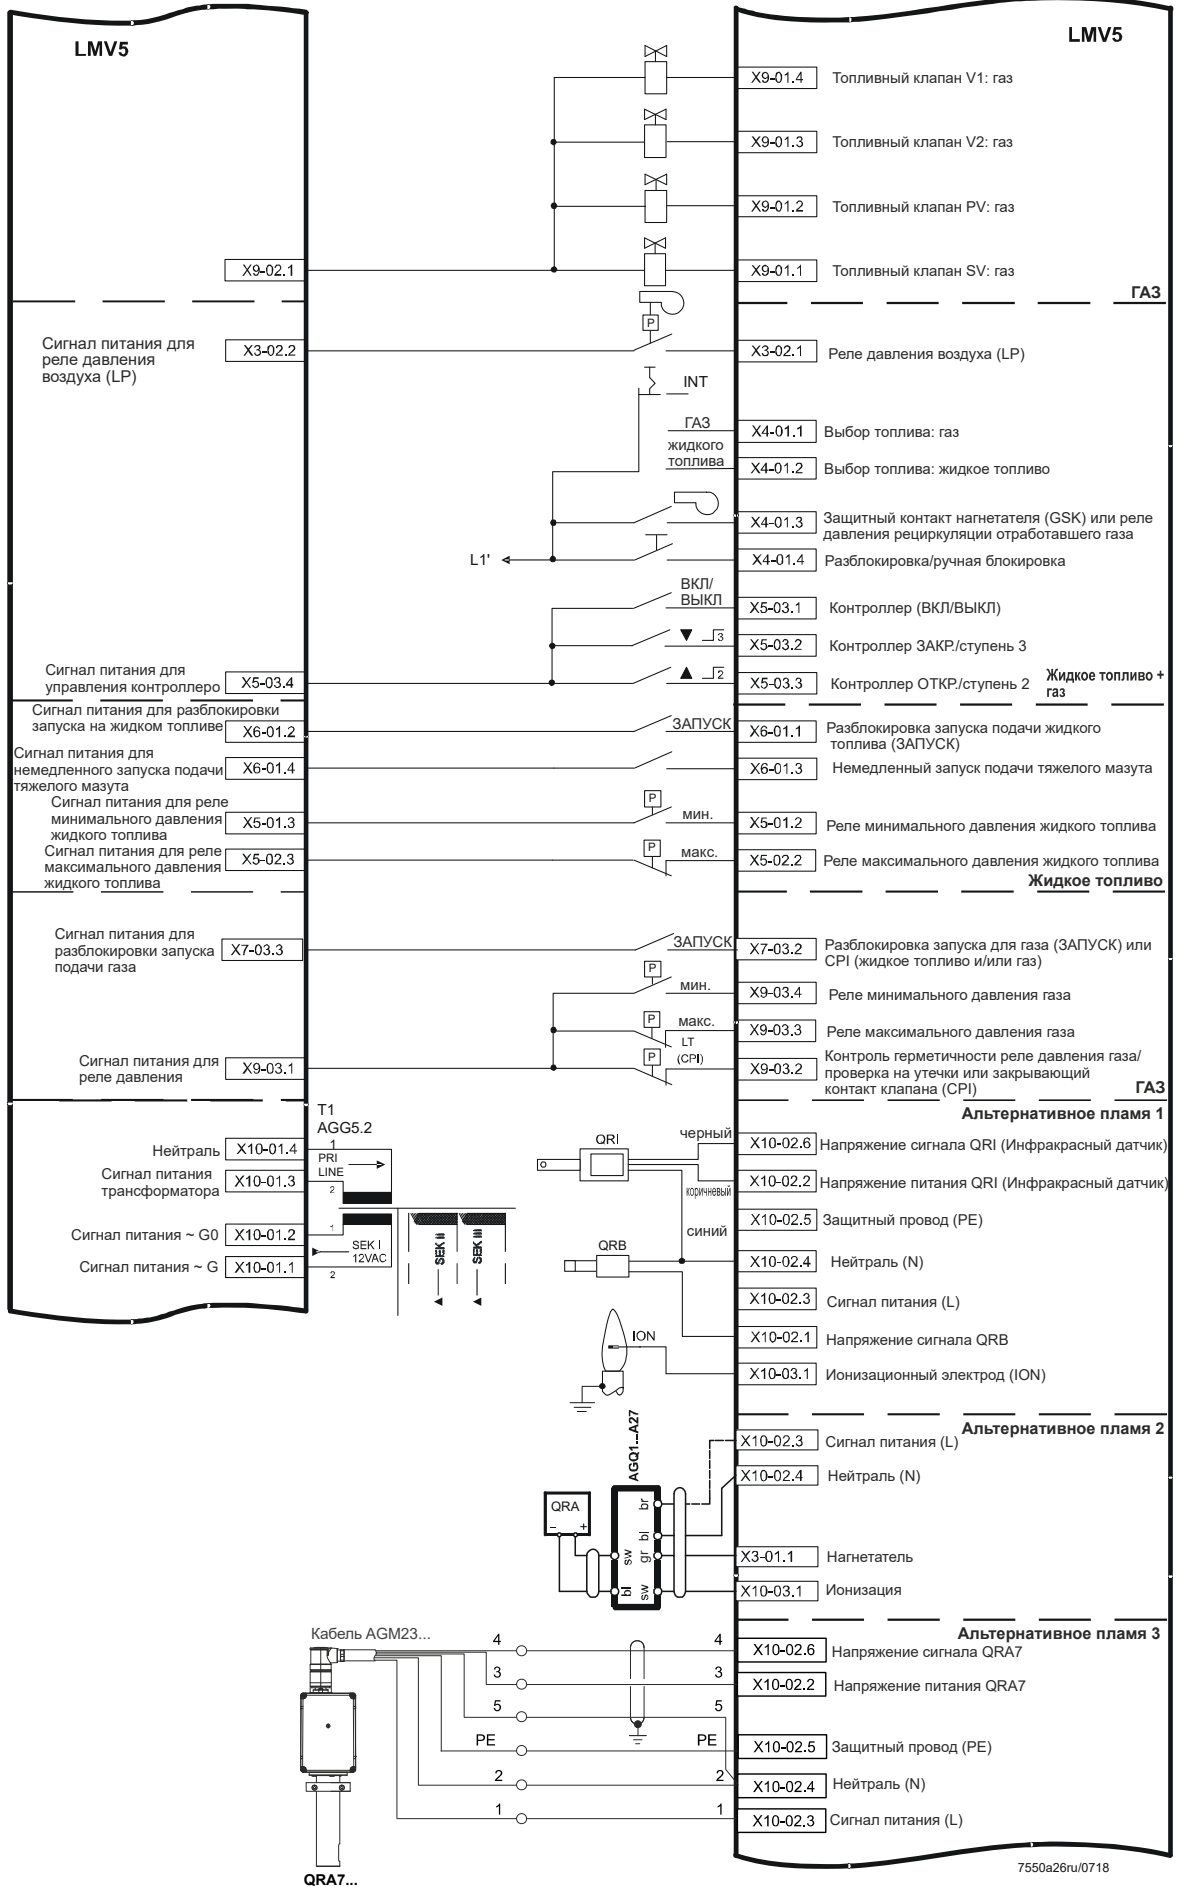 LMV5
LMV5
X9-01.4 Топливный клапан V1: газ
X9-01.3 Топливный клапан V2: газ
X9-01.2 Топливный клапан PV: газ
X9-02.1
X9-01.1 Топливный клапан SV: газ
ГАЗ
Сигнал питания для
реле давления
воздуха (LP)
X3-02.2
P
X3-02.1 Реле давления воздуха (LP)
INT
ГАЗ
X4-01.1 Выбор топлива: газ
жидкого
топлива
X4-01.2 Выбор топлива: жидкое топливо
X4-01.3 Защитный контакт нагнетателя (GSK) или реле
давления рециркуляции отработавшего газа
L1'
X4-01.4 Разблокировка/ручная блокировка
ВКЛ/
ВЫКЛ
X5-03.1 Контроллер (ВКЛ/ВЫКЛ)
3
X5-03.2 Контроллер ЗАКР./ступень 3
Сигнал питания для
управления контроллеро
X5-03.4
2
X5-03.3 Контроллер ОТКР./ступень 2
Жидкое топливо +
газ
Сигнал питания для разблокировки
запуска на жидком топливе
X6-01.2
ЗАПУСК
X6-01.1 Разблокировка запуска подачи жидкого
топлива (ЗАПУСК)
Сигнал питания для
немедленного запуска подачи
тяжелого мазута
X6-01.4
X6-01.3 Немедленный запуск подачи тяжелого мазута
Сигнал питания для реле
минимального давления
жидкого топлива
X5-01.3
P
мин.
X5-01.2 Реле минимального давления жидкого топлива
Сигнал питания для реле
максимального давления
жидкого топлива
X5-02.3
P
макс.
X5-02.2 Реле максимального давления жидкого топлива
Жидкое топливо
Сигнал питания для
разблокировки запуска
подачи газа
X7-03.3
ЗАПУСК
X7-03.2 Разблокировка запуска для газа (ЗАПУСК) или
CPI (жидкое топливо и/или газ)
P
мин.
X9-03.4 Реле минимального давления газа
P
макс.
X9-03.3 Реле максимального давления газа
Сигнал питания для
реле давления
X9-03.1
P
LT
(CPI)
X9-03.2 Контроль герметичности реле давления газа/
проверка на утечки или закрывающий
контакт клапана (CPI)
ГАЗ
Альтернативное пламя 1
T1
AGG5.2
Нейтраль X10-01.4
1
PRI
LINE
2
Сигнал питания
трансформатора
X10-01.3
Сигнал питания ~ G0 X10-01.2
1
SEK I
12VAC
2
Сигнал питания ~ G X10-01.1
SEK II
SEK III
QRI
черный
X10-02.6 Напряжение сигнала QRI (Инфракрасный датчик)
коричневый
X10-02.2 Напряжение питания QRI (Инфракрасный датчик)
синий
X10-02.5 Защитный провод (PE)
QRB
X10-02.4 Нейтраль (N)
X10-02.3 Сигнал питания (L)
X10-02.1 Напряжение сигнала QRB
ION
X10-03.1 Ионизационный электрод (ION)
Альтернативное пламя 2
AGQ1...A27
X10-02.3 Сигнал питания (L)
X10-02.4 Нейтраль (N)
QRA
– +
br
bl
sw gr
bl sw
X3-01.1 Нагнетатель
X10-03.1 Ионизация
Альтернативное пламя 3
Кабель AGM23...
4 4 X10-02.6 Напряжение сигнала QRA7
3 3 X10-02.2 Напряжение питания QRA7
5 5
PE PE X10-02.5 Защитный провод (PE)
2 2 X10-02.4 Нейтраль (N)
1 1 X10-02.3 Сигнал питания (L)
QRA7...
7550a26ru/0718